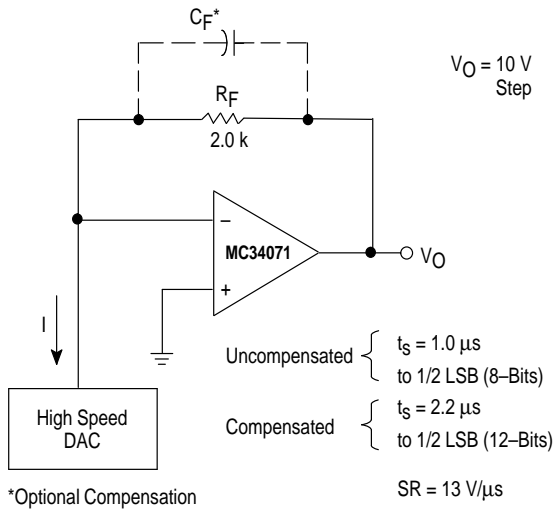 CF*
VO = 10 V
Step
RF
2.0 k
–
MC34071
VO
+
I
Uncompensated { tS = 1.0 µs
to 1/2 LSB (8–Bits)
Compensated { tS = 2.2 µs
to 1/2 LSB (12–Bits)
High Speed
DAC
SR = 13 V/µs
*Optional Compensation